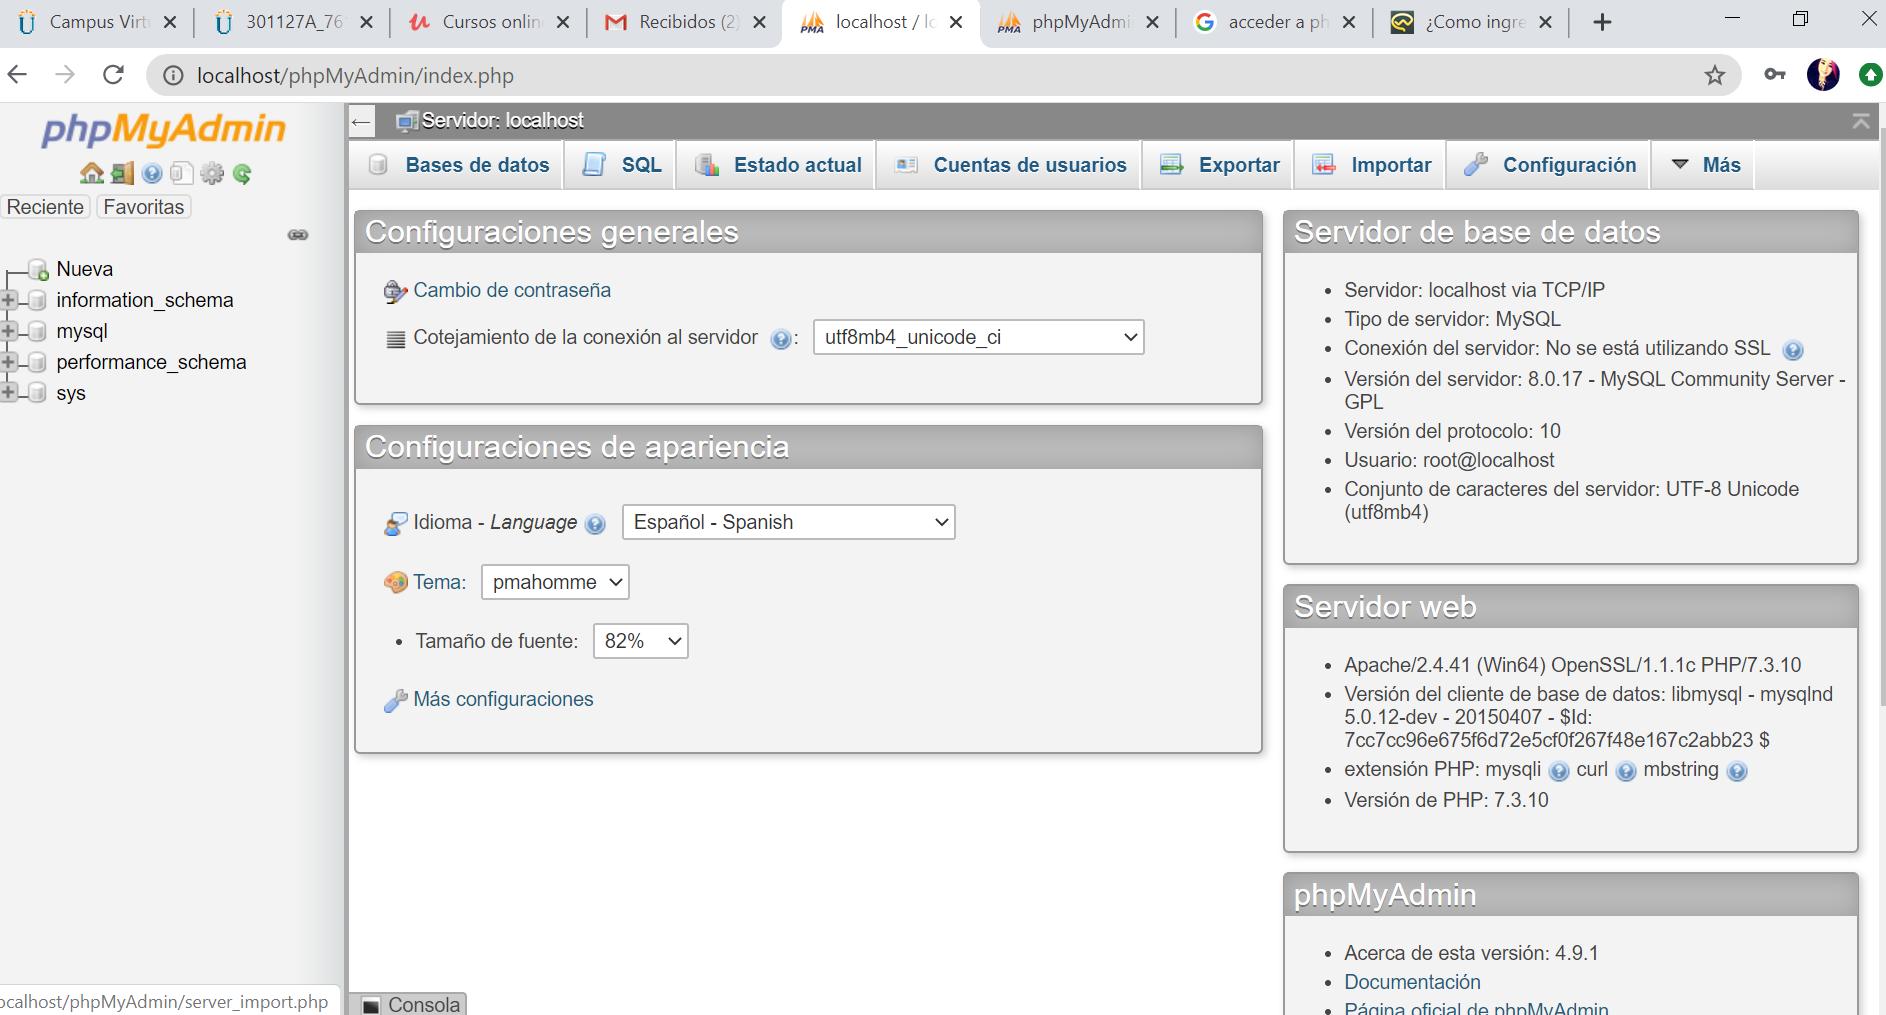 Campus Virt
301127A_76
Cursos onlin
Recibidos (2)
localhost / lo
phpMyAdmi
acceder a ph
¿Como ingre
localhost/phpMyAdmin/index.php
phpMyAdmin
Reciente
Favoritas
Nueva
information_schema
mysql
performance_schema
sys
Servidor: localhost
Bases de datos
SQL
Estado actual
Cuentas de usuarios
Exportar
Importar
Configuración
Más
Configuraciones generales
Cambio de contraseña
Cotejamiento de la conexión al servidor :
utf8mb4_unicode_ci
Configuraciones de apariencia
Idioma - Language
Español - Spanish
Tema:
pmahomme
• Tamaño de fuente:
82%
Más configuraciones
Servidor de base de datos
• Servidor: localhost via TCP/IP
• Tipo de servidor: MySQL
• Conexión del servidor: No se está utilizando SSL
• Versión del servidor: 8.0.17 - MySQL Community Server -
GPL
• Versión del protocolo: 10
• Usuario: root@localhost
• Conjunto de caracteres del servidor: UTF-8 Unicode
(utf8mb4)
Servidor web
• Apache/2.4.41 (Win64) OpenSSL/1.1.1c PHP/7.3.10
• Versión del cliente de base de datos: libmysql - mysqlnd
5.0.12-dev - 20150407 - $Id:
7cc7cc96e675f6d72e5cf0f267f48e167c2abb23 $
• extensión PHP: mysqli curl mbstring
• Versión de PHP: 7.3.10
phpMyAdmin
• Acerca de esta versión: 4.9.1
• Documentación
• Página oficial de phpMyAdmin
ocalhost/phpMyAdmin/server_import.php
Consola